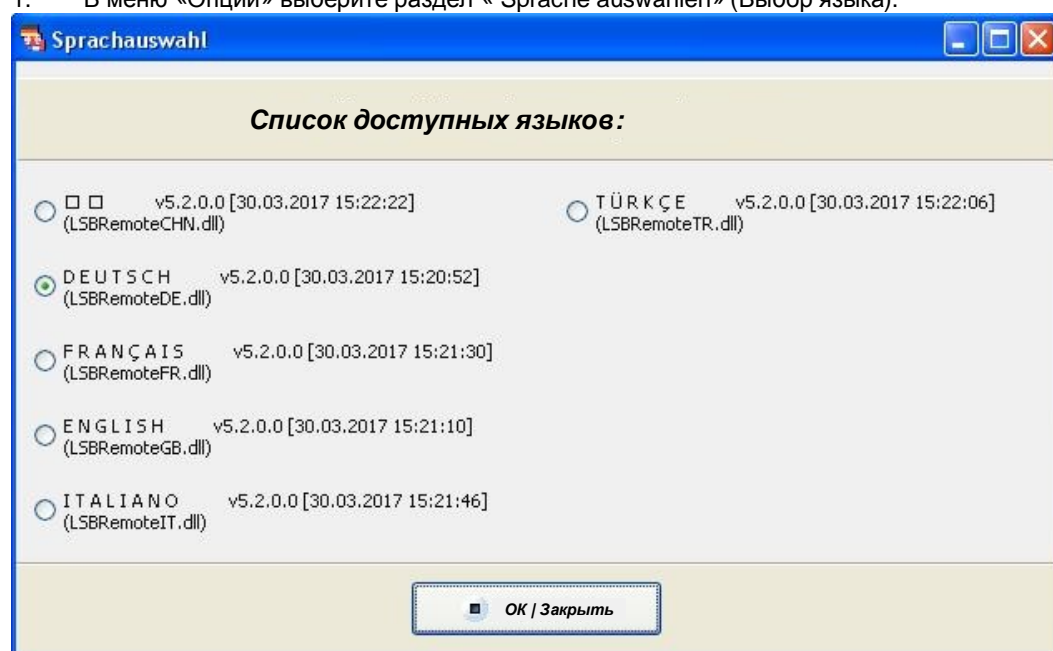 1. В меню «Опции» выберите раздел « Sprache auswählen» (Выбор языка).
Sprachauswahl
Список доступных языков:
□ □ v5.2.0.0 [30.03.2017 15:22:22]
(LSBRemoteCHN.dll)
DEUTSCH v5.2.0.0 [30.03.2017 15:20:52]
(LSBRemoteDE.dll)
FRANÇAIS v5.2.0.0 [30.03.2017 15:21:30]
(LSBRemoteFR.dll)
ENGLISH v5.2.0.0 [30.03.2017 15:21:10]
(LSBRemoteGB.dll)
ITALIANO v5.2.0.0 [30.03.2017 15:21:46]
(LSBRemoteIT.dll)
TÜRKÇE v5.2.0.0 [30.03.2017 15:22:06]
(LSBRemoteTR.dll)
ОК | Закрыть